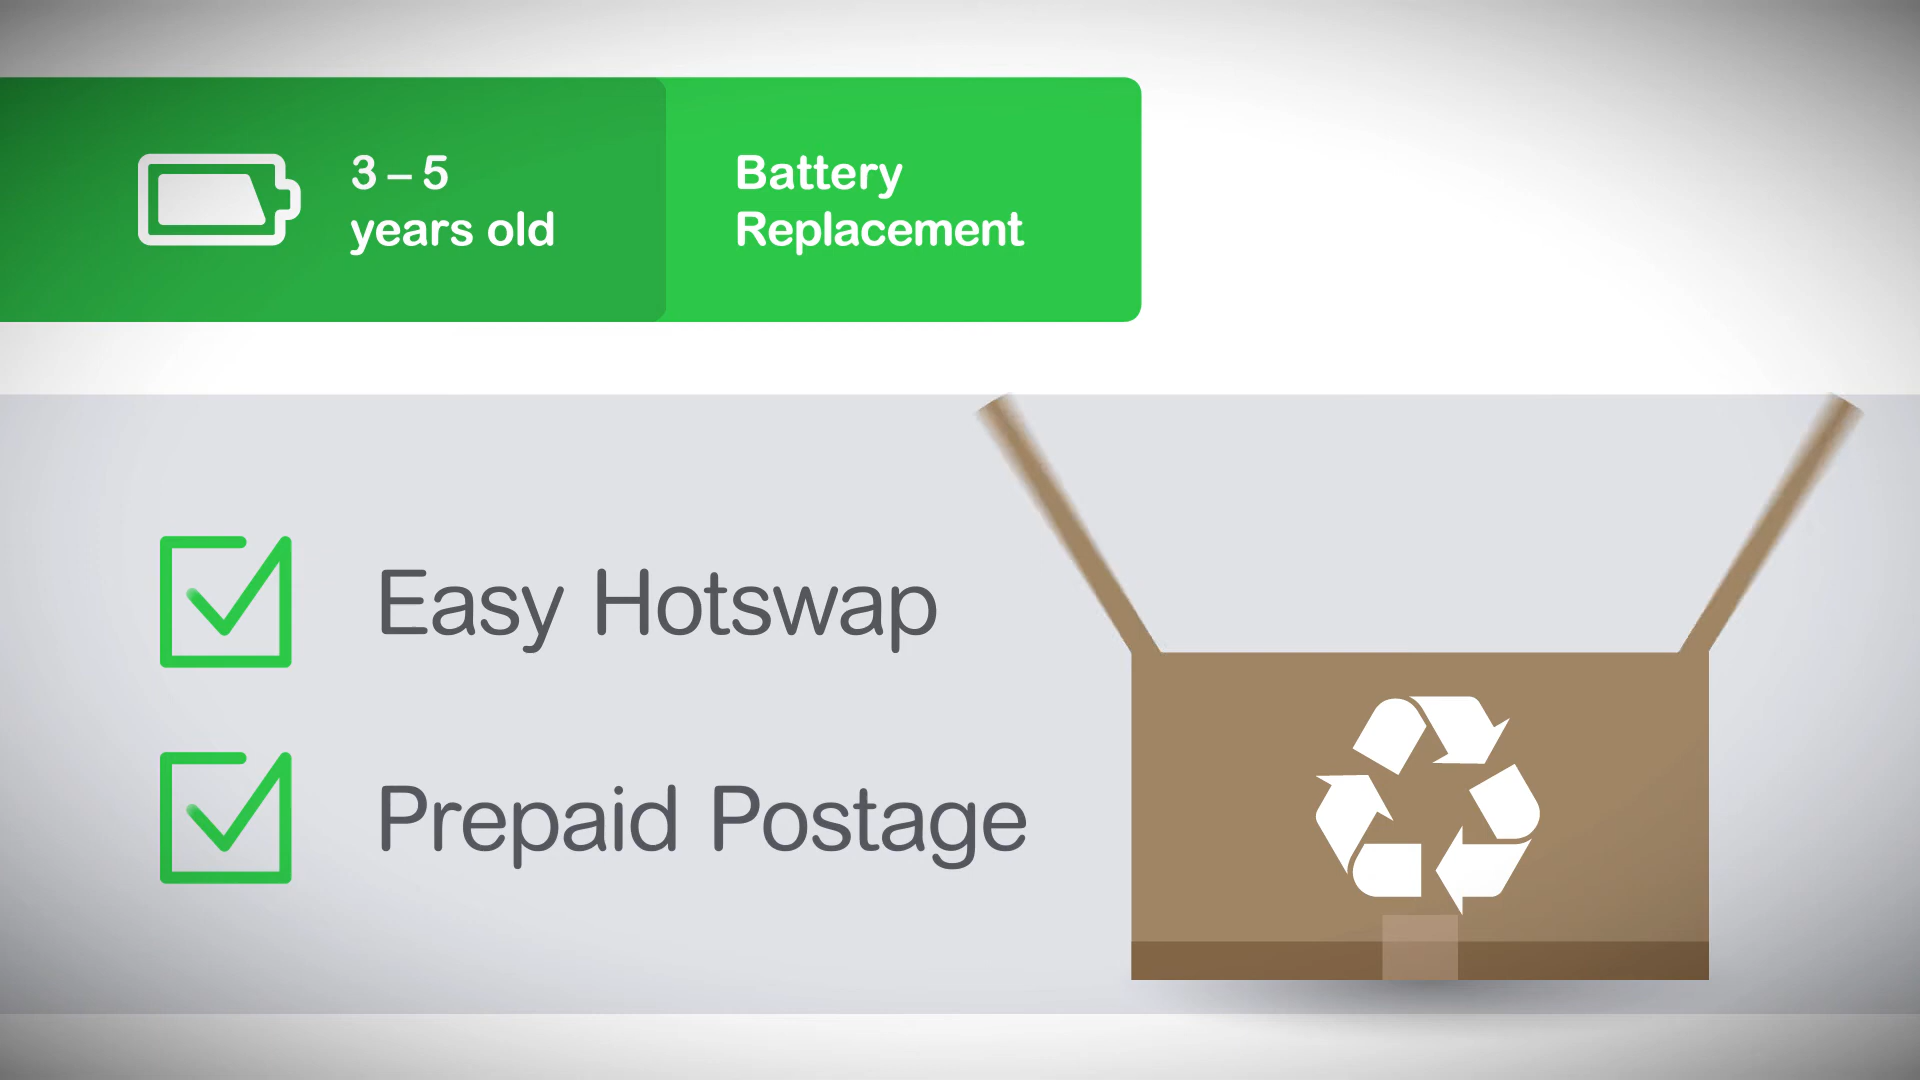 3 – 5
years old
Battery
Replacement
Easy Hotswap
Prepaid Postage